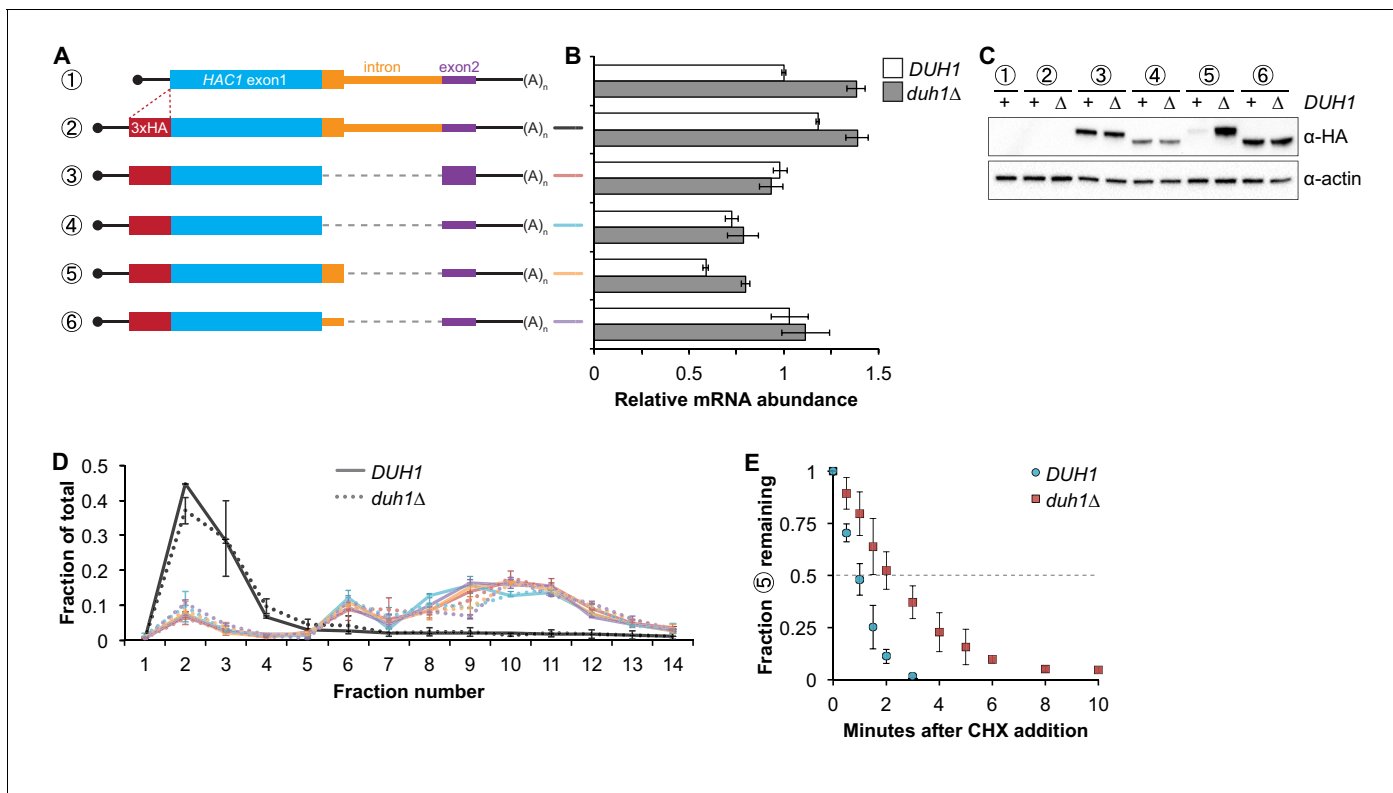 A
① HAC1 exon1 intron exon2 (A)n
② 3xHA (A)n
③ (A)n
④ (A)n
⑤ (A)n
⑥ (A)n
B
DUH1
duh1Δ
0 0.5 1 1.5
Relative mRNA abundance
C
① ② ③ ④ ⑤ ⑥
+ + Δ + Δ + Δ + Δ + Δ DUH1
α-HA
α-actin
D
DUH1
duh1Δ
0.5
0.4
0.3
0.2
0.1
0
Fraction of total
1 2 3 4 5 6 7 8 9 10 11 12 13 14
Fraction number
E
DUH1
duh1Δ
1
0.75
0.5
0.25
0
Fraction ⑤ remaining
0 2 4 6 8 10
Minutes after CHX addition